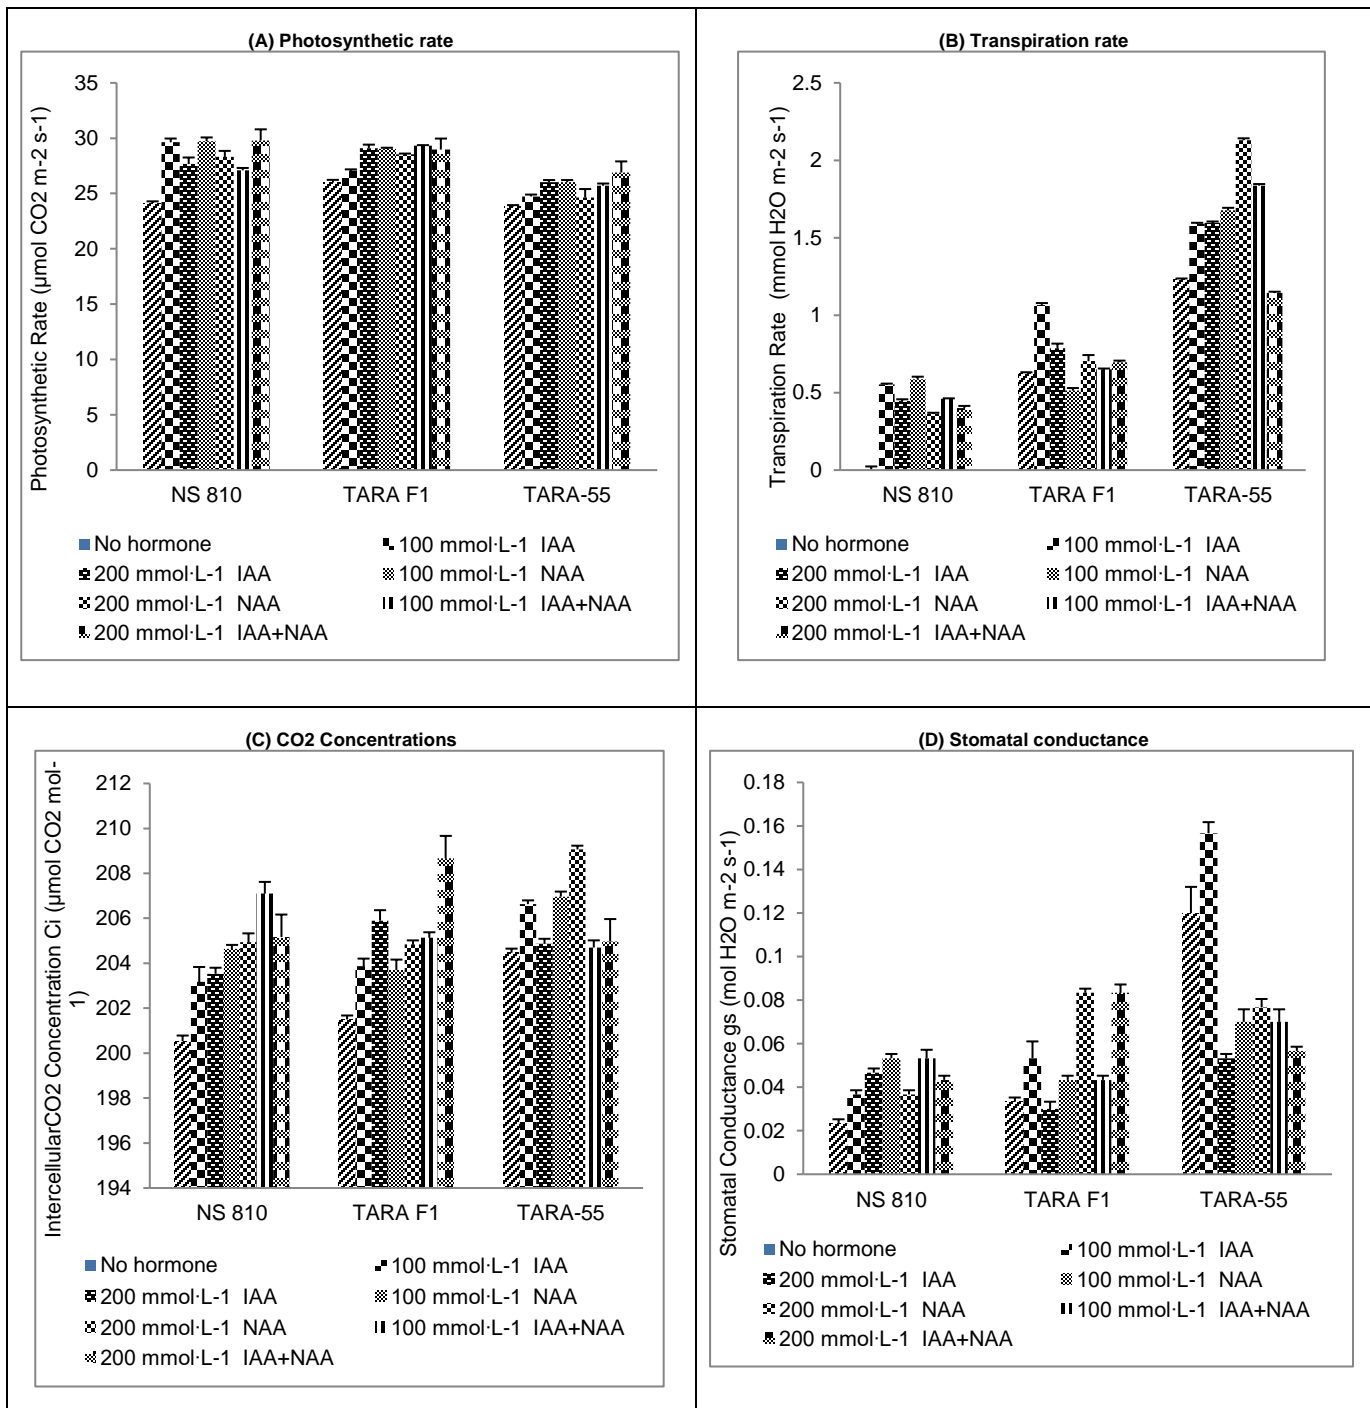 (A) Photosynthetic rate
Photosynthetic Rate (µmol CO2 m-2 s-1)
35
30
25
20
15
10
5
0
NS 810 TARA F1 TARA-55
No hormone 100 mmol·L-1 IAA
200 mmol·L-1 IAA 100 mmol·L-1 NAA
200 mmol·L-1 NAA 100 mmol·L-1 IAA+NAA
200 mmol·L-1 IAA+NAA
(B) Transpiration rate
Transpiration Rate (mmol H2O m-2 s-1)
2.5
2
1.5
1
0.5
0
NS 810 TARA F1 TARA-55
No hormone 100 mmol·L-1 IAA
200 mmol·L-1 IAA 100 mmol·L-1 NAA
200 mmol·L-1 NAA 100 mmol·L-1 IAA+NAA
200 mmol·L-1 IAA+NAA
(C) CO2 Concentrations
IntercellularCO2 Concentration Ci (µmol CO2 mol-
1)
212
210
208
206
204
202
200
198
196
194
NS 810 TARA F1 TARA-55
No hormone 100 mmol·L-1 IAA
200 mmol·L-1 IAA 100 mmol·L-1 NAA
200 mmol·L-1 NAA 100 mmol·L-1 IAA+NAA
200 mmol·L-1 IAA+NAA
(D) Stomatal conductance
Stomatal Conductance gs (mol H2O m-2 s-1)
0.18
0.16
0.14
0.12
0.1
0.08
0.06
0.04
0.02
0
NS 810 TARA F1 TARA-55
No hormone 100 mmol·L-1 IAA
200 mmol·L-1 IAA 100 mmol·L-1 NAA
200 mmol·L-1 NAA 100 mmol·L-1 IAA+NAA
200 mmol·L-1 IAA+NAA